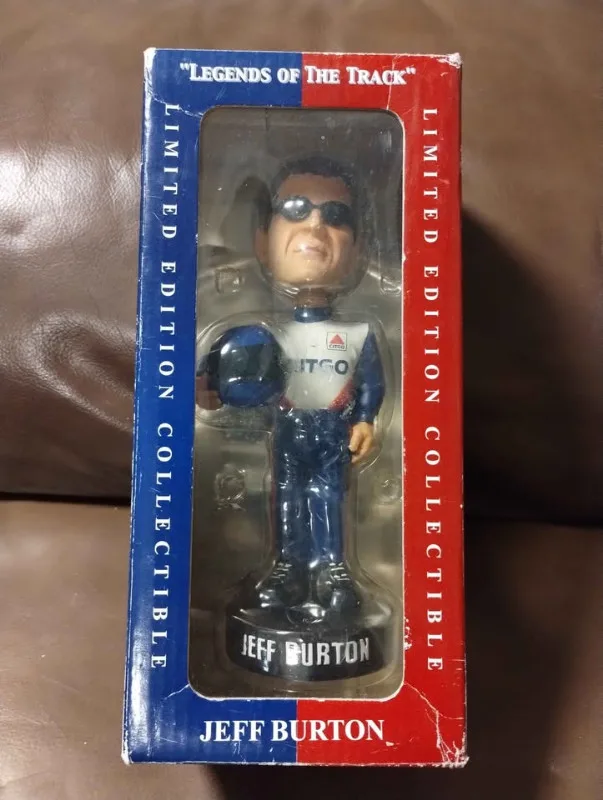 "LEGENDS OF THE TRACK"
LIMITED EDITION COLLECTIBLE
LIMITED EDITION COLLECTIBLE
CITGO
JEFF BURTON
JEFF BURTON